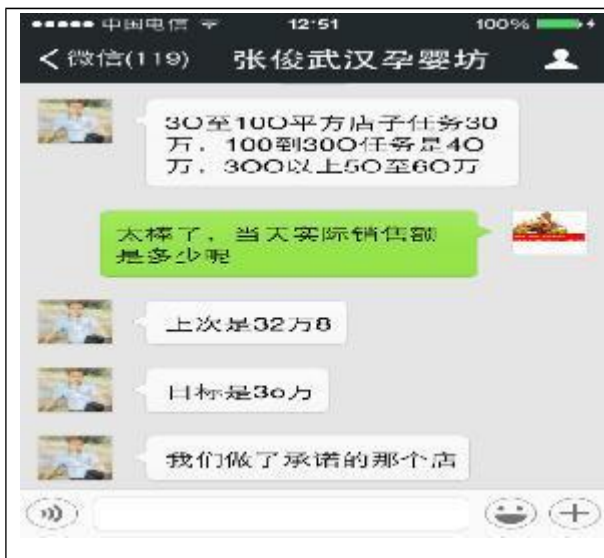 中国电信 12:51 100%
微信(119) 张俊武汉孕婴坊
30至100平方店子任务30
万，100到300任务是40
万，300以上50至60万
太棒了，当天实际销售额
是多少呢
上次是32万8
目标是3o万
我们做了承诺的那个店